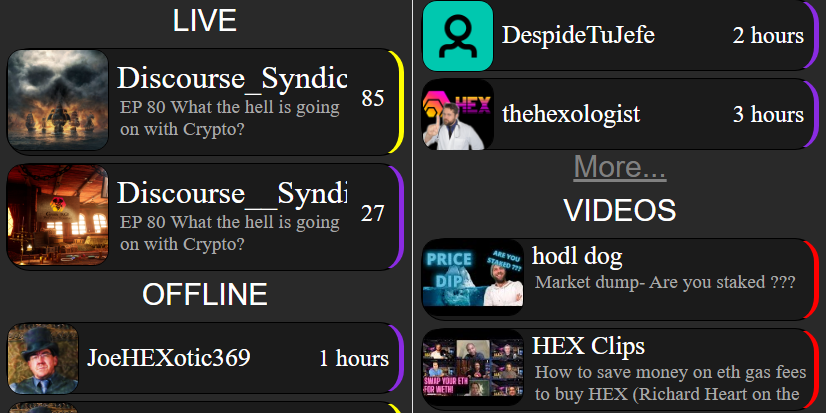 LIVE
Discourse_Syndic
EP 80 What the hell is going
on with Crypto?
85
Discourse__Syndi
EP 80 What the hell is going
on with Crypto?
27
OFFLINE
JoeHEXotic369
1 hours
DespideTuJefe
2 hours
HEX
thehexologist
3 hours
More...
VIDEOS
PRICE
DIP
ARE YOU
STAKED ???
hodl dog
Market dump- Are you staked ???
SWAP YOUR ETH
FOR WETH!
HEX Clips
How to save money on eth gas fees
to buy HEX (Richard Heart on the